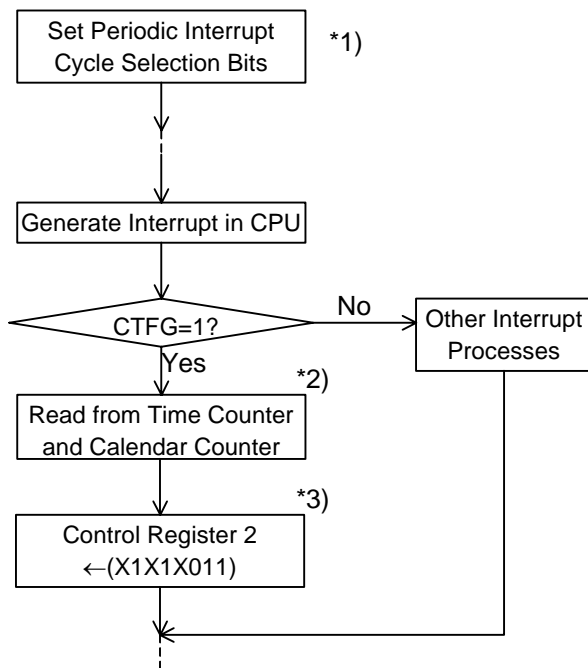 Set Periodic Interrupt
Cycle Selection Bits
*1)
Generate Interrupt in CPU
CTFG=1?
No
Other Interrupt
Processes
Yes
*2)
Read from Time Counter
and Calendar Counter
*3)
Control Register 2
←(X1X1X011)